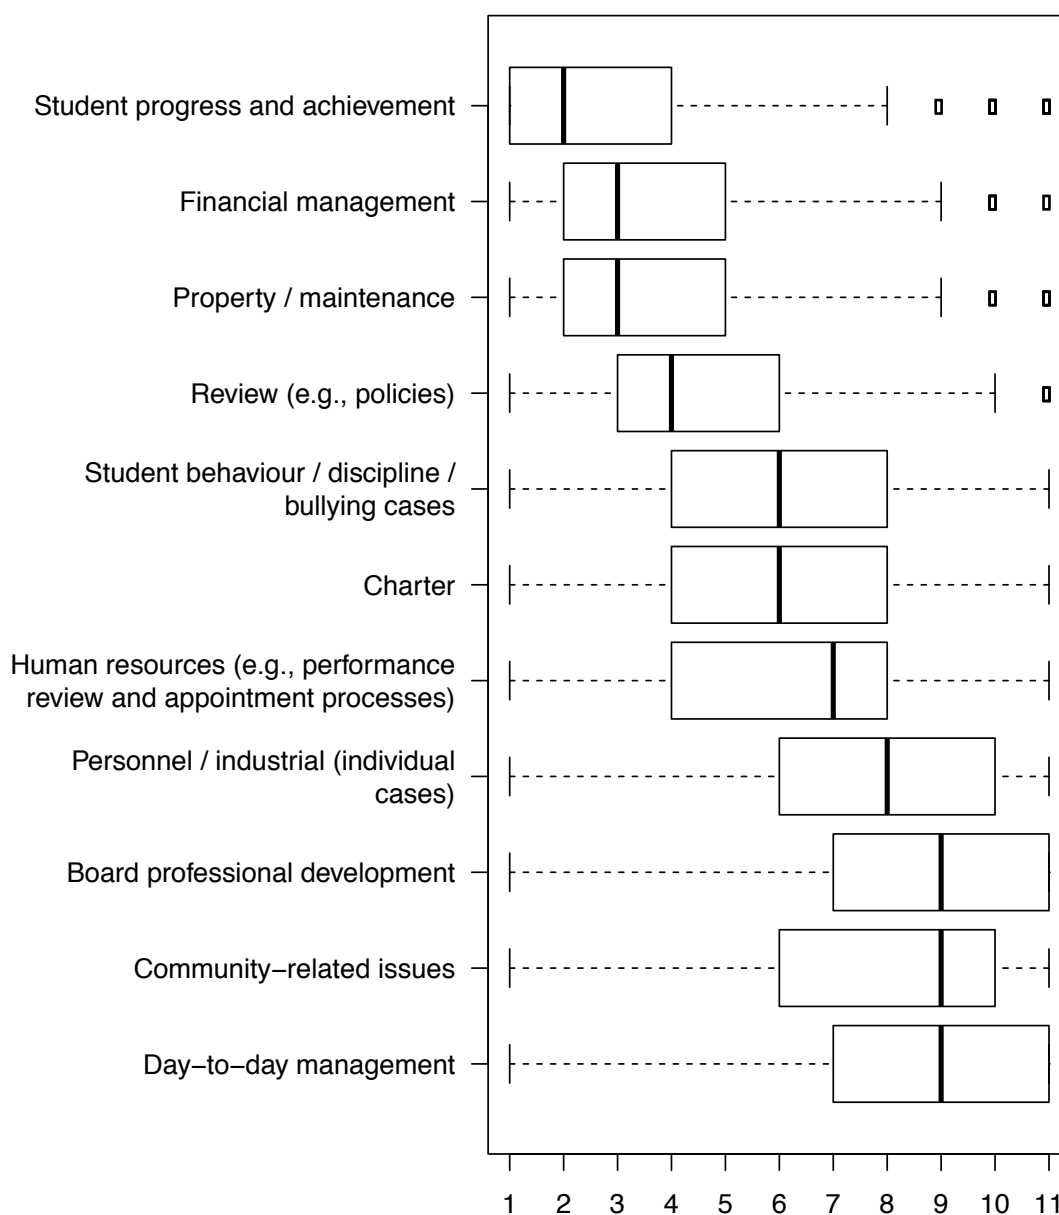 Student progress and achievement
Financial management
Property / maintenance
Review (e.g., policies)
Student behaviour / discipline /
bullying cases
Charter
Human resources (e.g., performance
review and appointment processes)
Personnel / industrial (individual
cases)
Board professional development
Community−related issues
Day−to−day management
1 2 3 4 5 6 7 8 9 10 11